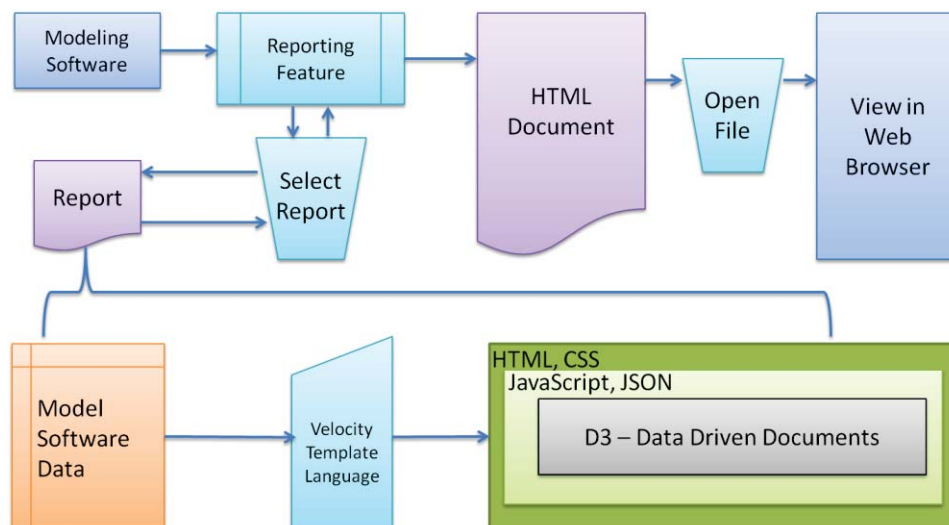 Modeling
Software
Reporting
Feature
HTML
Document
Open
File
View in
Web
Browser
Report
Select
Report
Model
Software
Data
Velocity
Template
Language
HTML, CSS
JavaScript, JSON
D3 – Data Driven Documents